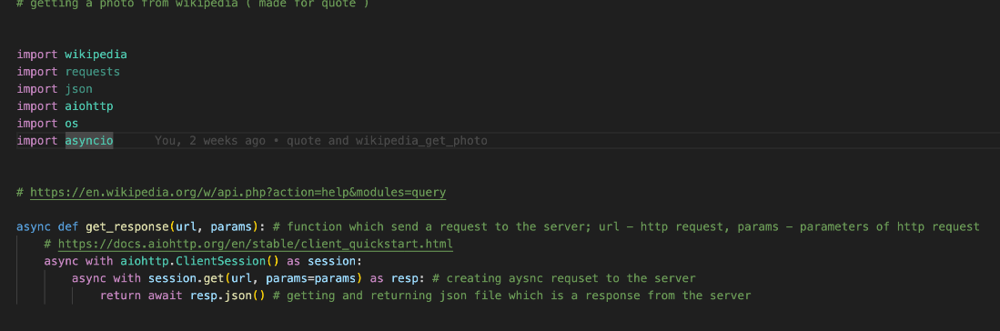 # getting a photo from wikipedia ( made for quote )
import wikipedia
import requests
import json
import aiohttp
import os
import asyncio You, 2 weeks ago • quote and wikipedia_get_photo
# https://en.wikipedia.org/w/api.php?action=help&modules=query
async def get_response(url, params): # function which send a request to the server; url - http request, params - parameters of http request
# https://docs.aiohttp.org/en/stable/client_quickstart.html
async with aiohttp.ClientSession() as session:
async with session.get(url, params=params) as resp: # creating aysnc requset to the server
return await resp.json() # getting and returning json file which is a response from the server